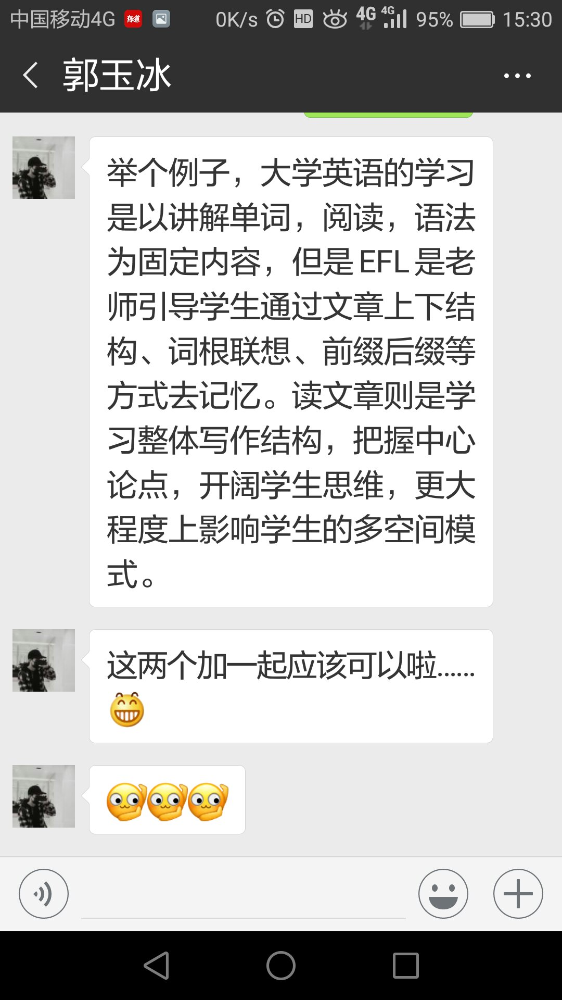 中国移动4G 有道 0K/s HD 4G 4G 95% 15:30
郭玉冰
举个例子，大学英语的学习
是以讲解单词，阅读，语法
为固定内容，但是EFL是老
师引导学生通过文章上下结
构、词根联想、前缀后缀等
方式去记忆。读文章则是学
习整体写作结构，把握中心
论点，开阔学生思维，更大
程度上影响学生的多空间模
式。
这两个加一起应该可以啦......